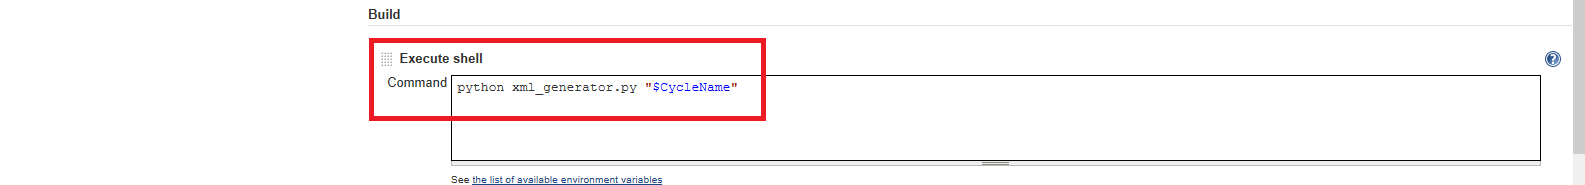 Build
Execute shell
Command
python xml_generator.py "$CycleName"
?
See the list of available environment variables